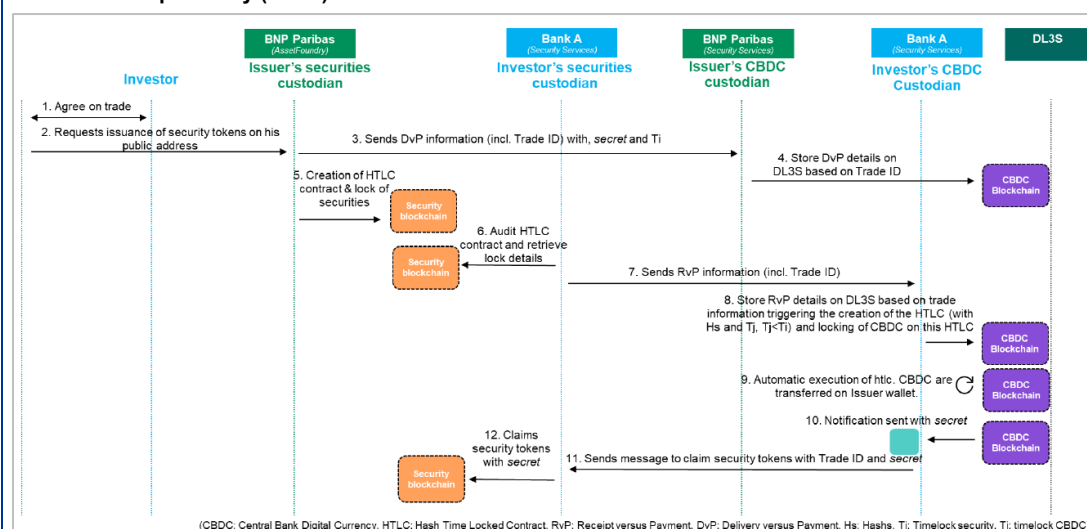 BNP Paribas
(AssetFoundry)
Issuer's securities
custodian
Bank A
(Security Services)
Investor's securities
custodian
BNP Paribas
(Security Services)
Issuer's CBDC
custodian
Bank A
(Security Services)
Investor's CBDC
Custodian
DL3S
Investor
1. Agree on trade
2. Requests issuance of security tokens on his
public address
3. Sends DvP information (incl. Trade ID) with, secret and Ti
4. Store DvP details on
DL3S based on Trade ID
CBDC
Blockchain
5. Creation of HTLC
contract & lock of
securities
Security
blockchain
6. Audit HTLC
contract and retrieve
lock details
Security
blockchain
7. Sends RvP information (incl. Trade ID)
8. Store RvP details on DL3S based on trade
information triggering the creation of the HTLC (with
Hs and Tj, Tj<Ti) and locking of CBDC on this HTLC
CBDC
Blockchain
9. Automatic execution of htlc. CBDC are
transferred on Issuer wallet.
CBDC
Blockchain
10. Notification sent with secret
CBDC
Blockchain
11. Sends message to claim security tokens with Trade ID and secret
12. Claims
security tokens
with secret
Security
blockchain
(CBDC: Central Bank Digital Currency, HTLC: Hash Time Locked Contract, RvP: Receipt versus Payment, DvP: Delivery versus Payment, Hs: Hashs, Ti: Timelock security, Tj: timelock CBDC